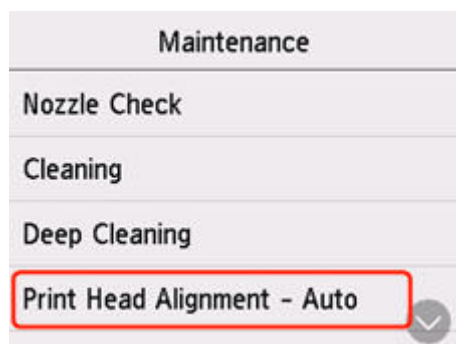 Maintenance
Nozzle Check
Cleaning
Deep Cleaning
Print Head Alignment - Auto